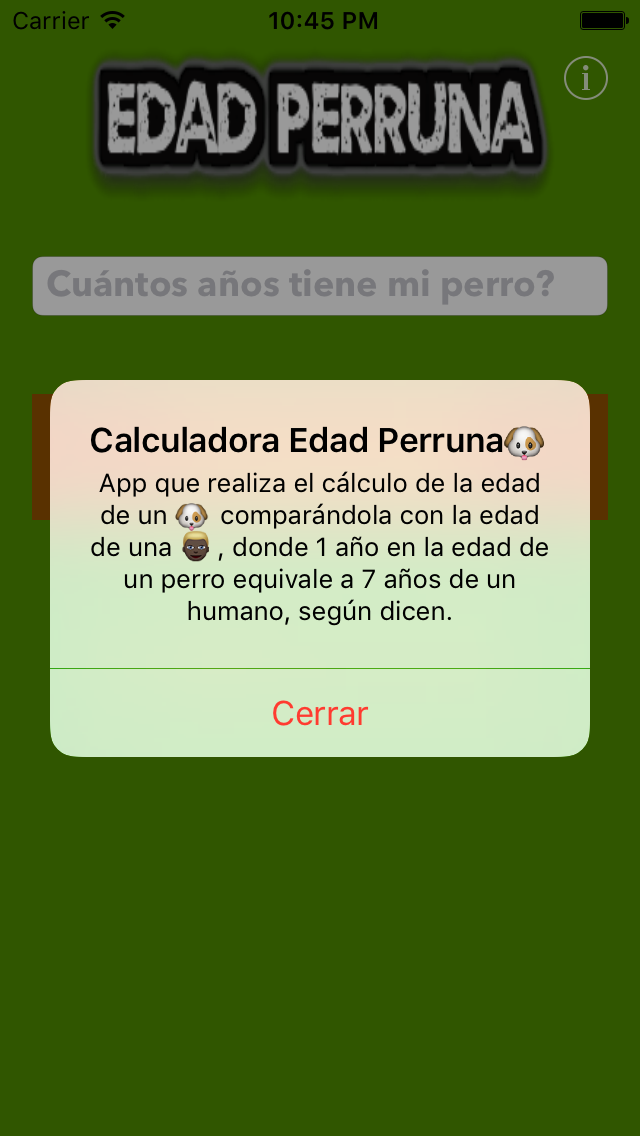 Carrier 10:45 PM
EDAD PERRUNA
i
Cuántos años tiene mi perro?
Calculadora Edad Perruna🐶
App que realiza el cálculo de la edad
de un 🐶 comparándola con la edad
de una 👱🏿, donde 1 año en la edad de
un perro equivale a 7 años de un
humano, según dicen.
Cerrar